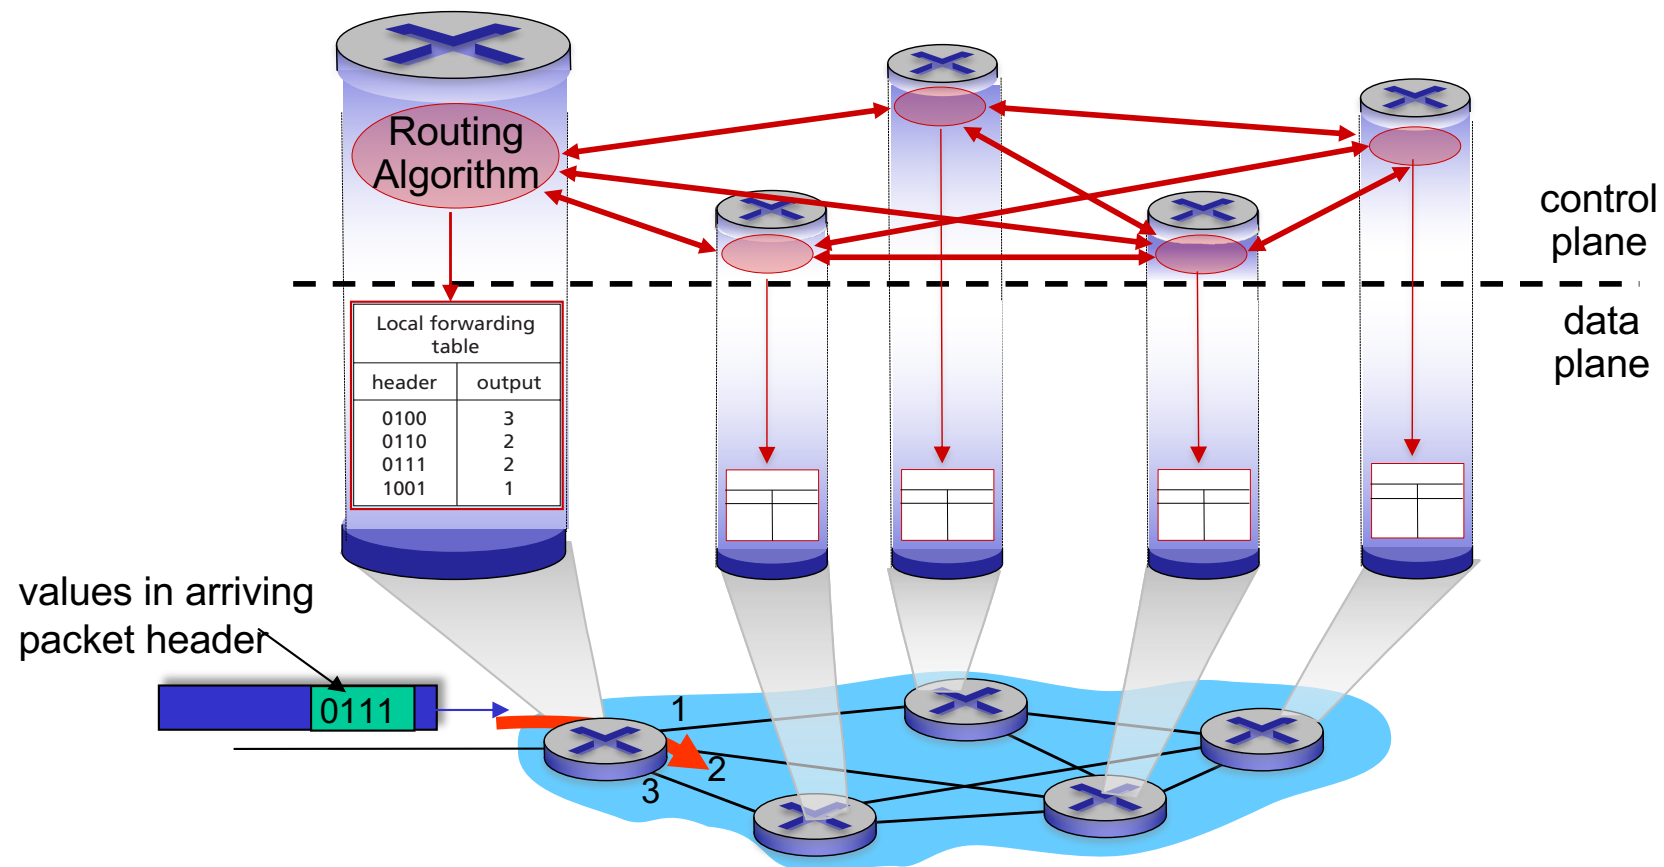 Routing
Algorithm
control
plane
data
plane
Local forwarding
table
header output
0100 3
0110 2
0111 2
1001 1
values in arriving
packet header
0111
1
2
3